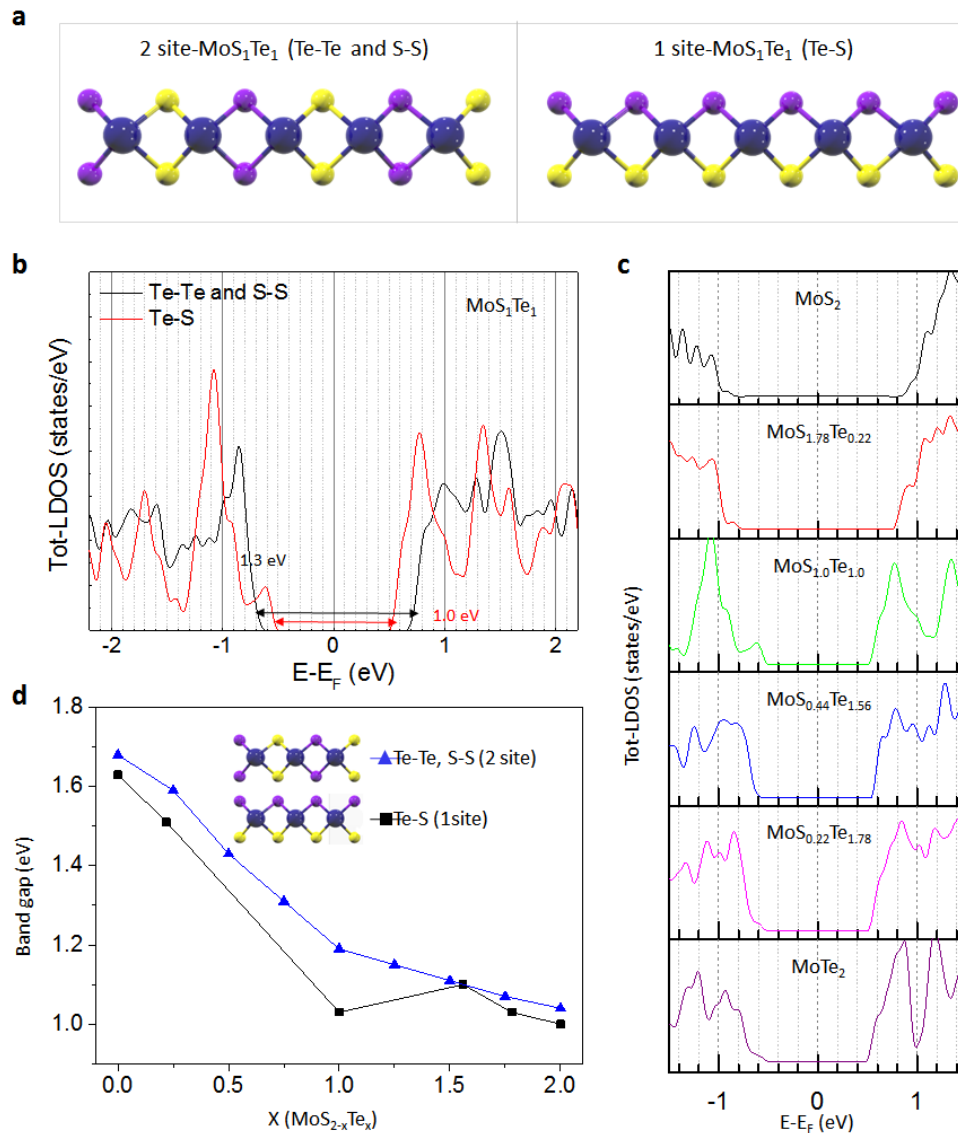 a
2 site-MoS₁Te₁ (Te-Te and S-S)
1 site-MoS₁Te₁ (Te-S)
b
Te-Te and S-S
Te-S
MoS₁Te₁
1.3 eV
1.0 eV
Tot-LDOS (states/eV)
-2 -1 0 1 2
E-E_F (eV)
c
MoS₂
MoS₁.₇₈Te₀.₂₂
MoS₁.₀Te₁.₀
MoS₀.₄₄Te₁.₅₆
MoS₀.₂₂Te₁.₇₈
MoTe₂
Tot-LDOS (states/eV)
-1 0 1
E-E_F (eV)
d
1.8
1.6
1.4
1.2
1.0
Band gap (eV)
Te-Te, S-S (2 site)
Te-S (1site)
0.0 0.5 1.0 1.5 2.0
X (MoS₂₋ₓTeₓ)